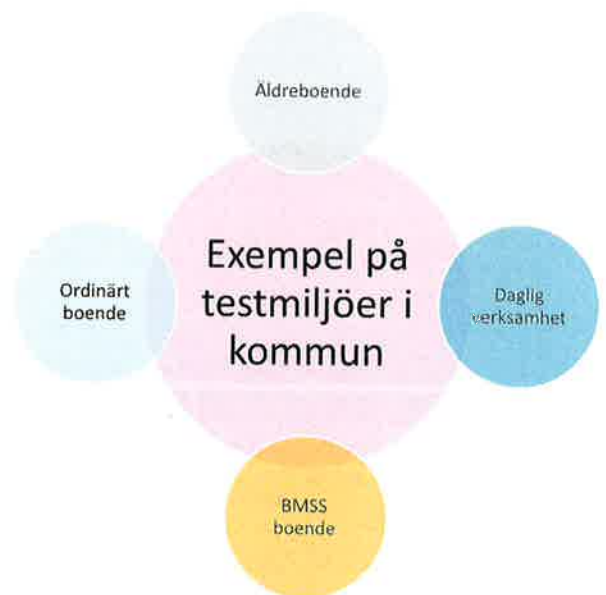 Äldreboende
Exempel på
testmiljöer i
kommun
Ordinärt
boende
Daglig
verksamhet
BMSS
boende